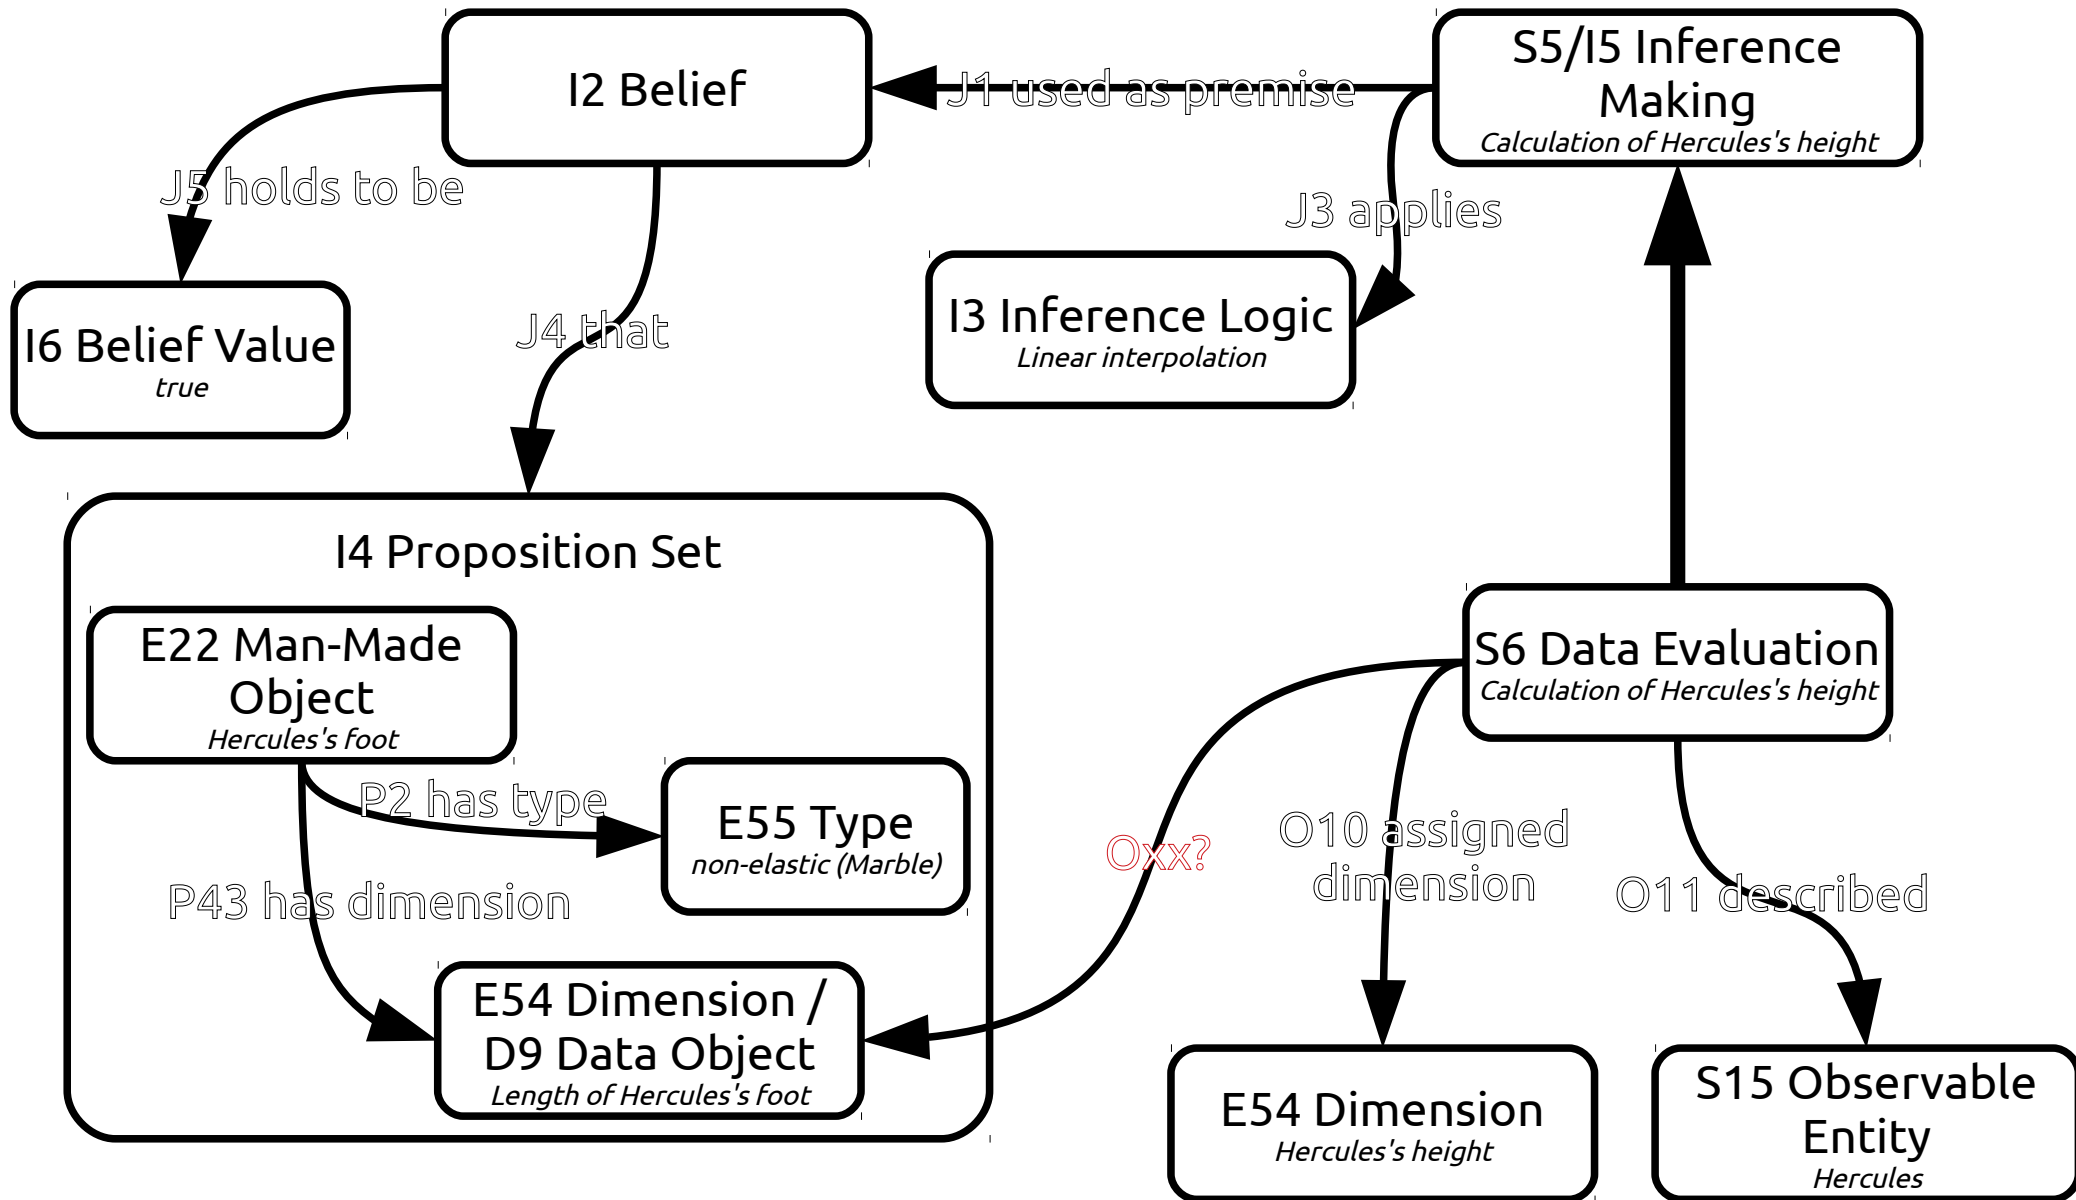 I2 Belief
J1 used as premise
S5/I5 Inference
Making
Calculation of Hercules's height
J5 holds to be
J3 applies
I6 Belief Value
true
J4 that
I3 Inference Logic
Linear interpolation
I4 Proposition Set
E22 Man-Made
Object
Hercules's foot
P2 has type
E55 Type
non-elastic (Marble)
P43 has dimension
E54 Dimension /
D9 Data Object
Length of Hercules's foot
S6 Data Evaluation
Calculation of Hercules's height
Oxx?
O10 assigned
dimension
O11 described
E54 Dimension
Hercules's height
S15 Observable
Entity
Hercules